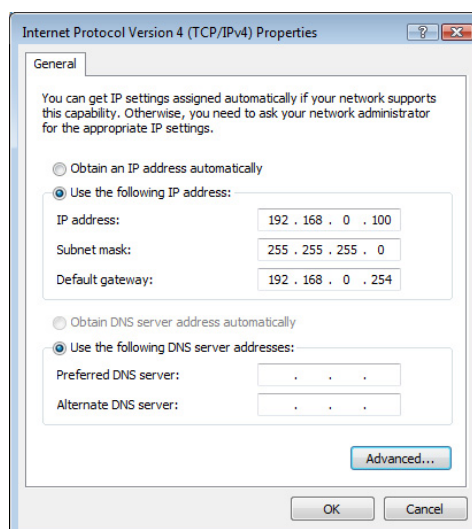 Internet Protocol Version 4 (TCP/IPv4) Properties
General
You can get IP settings assigned automatically if your network supports
this capability. Otherwise, you need to ask your network administrator
for the appropriate IP settings.
Obtain an IP address automatically
Use the following IP address:
IP address: 192 . 168 . 0 . 100
Subnet mask: 255 . 255 . 255 . 0
Default gateway: 192 . 168 . 0 . 254
Obtain DNS server address automatically
Use the following DNS server addresses:
Preferred DNS server: . . .
Alternate DNS server: . . .
Advanced...
OK Cancel